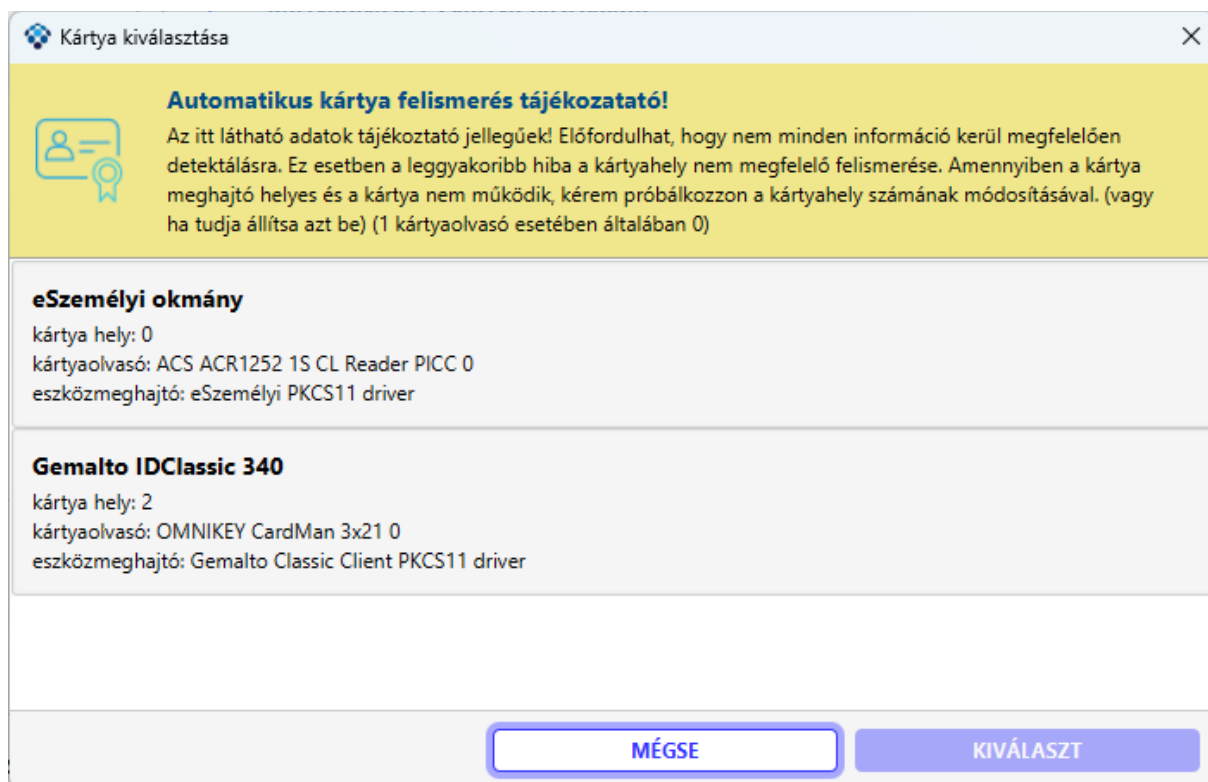 Kártya kiválasztása
Automatikus kártya felismerés tájékozatató!
Az itt látható adatok tájékoztató jellegűek! Előfordulhat, hogy nem minden információ kerül megfelelően
detektálásra. Ez esetben a leggyakoribb hiba a kártyahely nem megfelelő felismerése. Amennyiben a kártya
meghajtó helyes és a kártya nem működik, kérem próbálkozzon a kártyahely számának módosításával. (vagy
ha tudja állítsa azt be) (1 kártyaolvasó esetében általában 0)
eSzemélyi okmány
kártya hely: 0
kártyaolvasó: ACS ACR1252 1S CL Reader PICC 0
eszközmeghajtó: eSzemélyi PKCS11 driver
Gemalto IDClassic 340
kártya hely: 2
kártyaolvasó: OMNIKEY CardMan 3x21 0
eszközmeghajtó: Gemalto Classic Client PKCS11 driver
MÉGSE
KIVÁLASZT